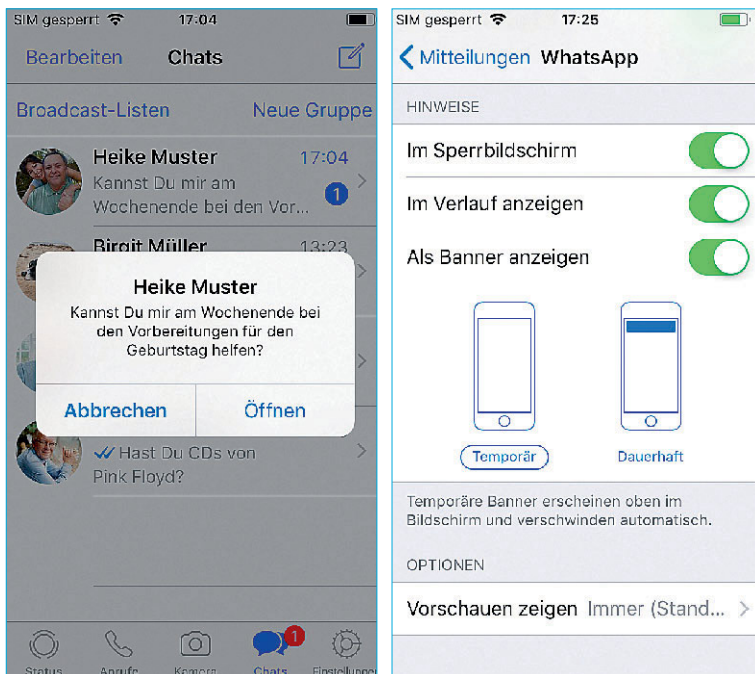 SIM gesperrt 17:04
Bearbeiten Chats
Broadcast-Listen Neue Gruppe
Heike Muster 17:04
Kannst Du mir am
Wochenende bei den Vor... 1
Birgit Müller 13:23
Heike Muster
Kannst Du mir am Wochenende bei
den Vorbereitungen für den
Geburtstag helfen?
Abbrechen Öffnen
Hast Du CDs von
Pink Floyd?
1
Status Anrufe Kamera Chats Einstellungen
SIM gesperrt 17:25
Mitteilungen WhatsApp
HINWEISE
Im Sperrbildschirm
Im Verlauf anzeigen
Als Banner anzeigen
Temporär Dauerhaft
Temporäre Banner erscheinen oben im
Bildschirm und verschwinden automatisch.
OPTIONEN
Vorschauen zeigen Immer (Stand...